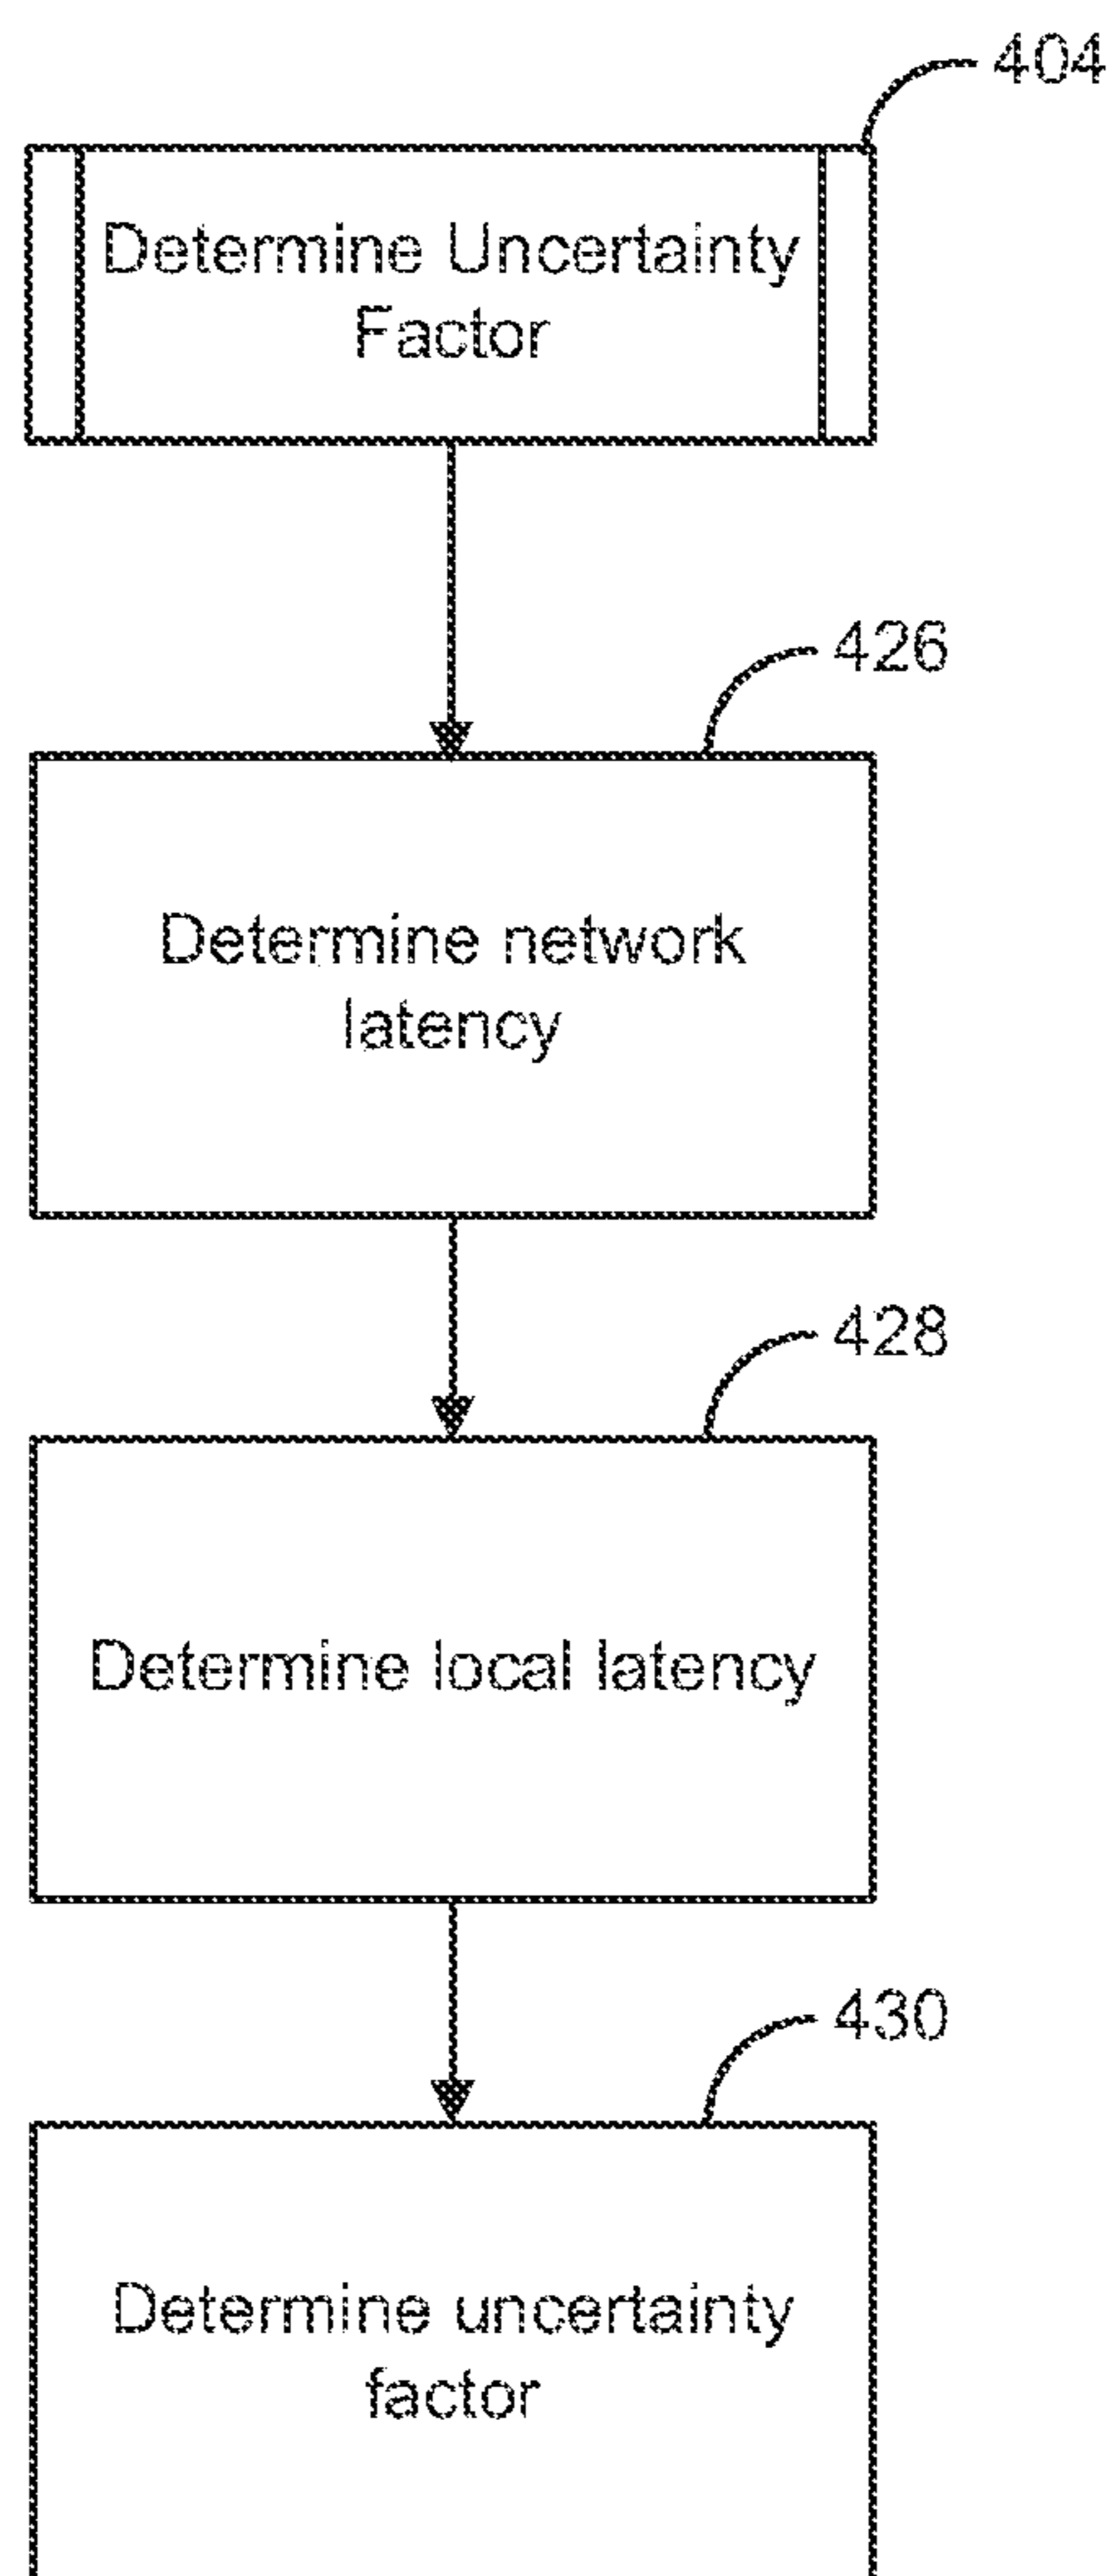 404
Determine Uncertainty
Factor
426
Determine network
latency
428
Determine local latency
430
Determine uncertainty
factor